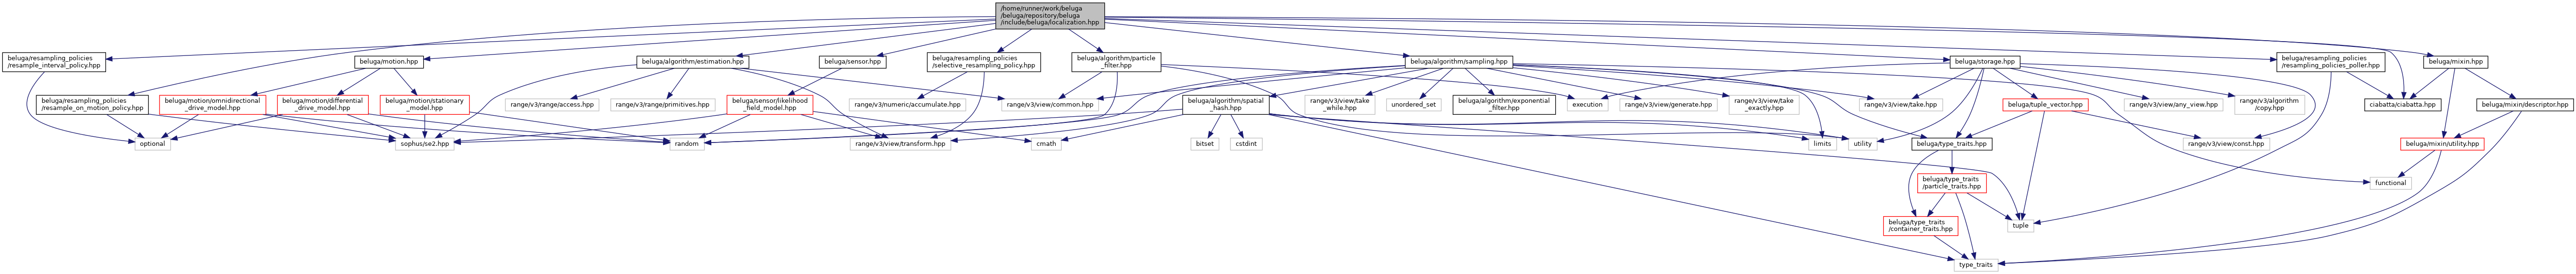 /home/runner/work/beluga
/beluga/repository/beluga
/include/beluga/localization.hpp
beluga/resampling_policies
/resample_interval_policy.hpp
beluga/motion.hpp
beluga/algorithm/estimation.hpp
beluga/sensor.hpp
beluga/resampling_policies
/selective_resampling_policy.hpp
beluga/algorithm/particle
_filter.hpp
beluga/algorithm/sampling.hpp
beluga/storage.hpp
beluga/resampling_policies
/resampling_policies_poller.hpp
beluga/mixin.hpp
beluga/resampling_policies
/resample_on_motion_policy.hpp
beluga/motion/omnidirectional
_drive_model.hpp
beluga/motion/differential
_drive_model.hpp
beluga/motion/stationary
_model.hpp
range/v3/range/access.hpp
range/v3/range/primitives.hpp
beluga/sensor/likelihood
_field_model.hpp
range/v3/numeric/accumulate.hpp
range/v3/view/common.hpp
beluga/algorithm/spatial
_hash.hpp
range/v3/view/take
_while.hpp
unordered_set
beluga/algorithm/exponential
_filter.hpp
execution
range/v3/view/generate.hpp
range/v3/view/take
_exactly.hpp
range/v3/view/take.hpp
beluga/tuple_vector.hpp
range/v3/view/any_view.hpp
range/v3/algorithm
/copy.hpp
ciabatta/ciabatta.hpp
beluga/mixin/descriptor.hpp
optional
sophus/se2.hpp
random
range/v3/view/transform.hpp
cmath
bitset
cstdint
limits
utility
beluga/type_traits.hpp
range/v3/view/const.hpp
beluga/mixin/utility.hpp
beluga/type_traits
/particle_traits.hpp
functional
beluga/type_traits
/container_traits.hpp
tuple
type_traits